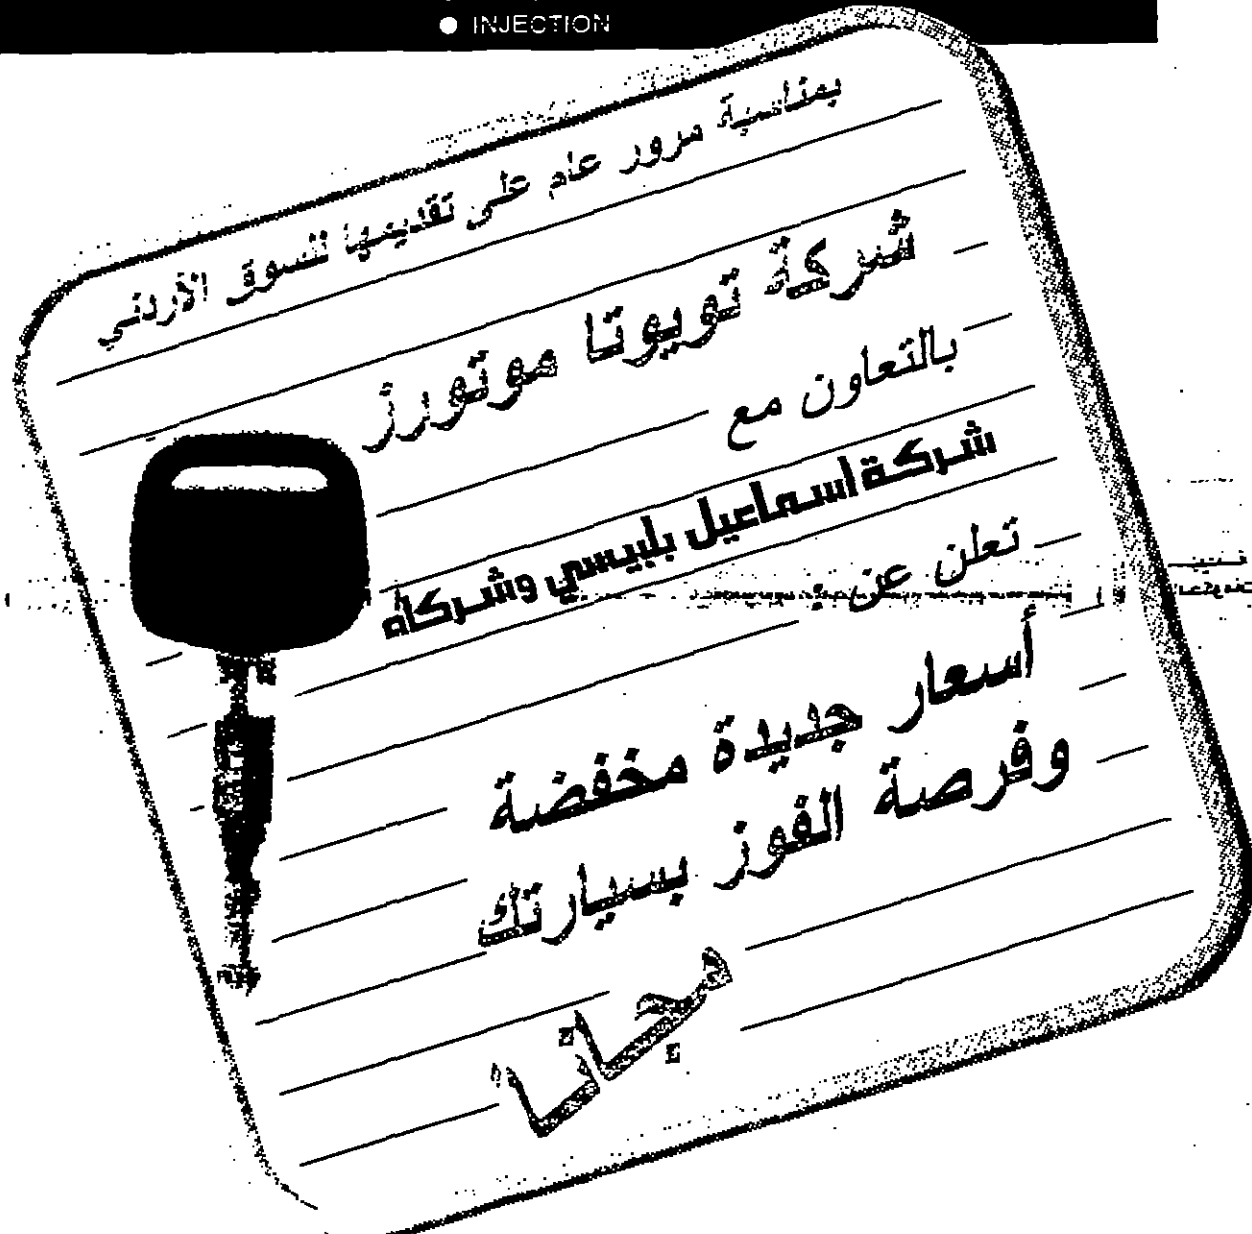 ● INJECTION
بمناسبة مرور عام على تقديمها للسوق الأردني
شركة تويوتا موتورز
بالتعاون مع
شركة اسماعيل بلبيسي وشركاه
تعلن عن :
أسعار جديدة مخفضة
وفرصة الفوز بسيارتك
مجانا"